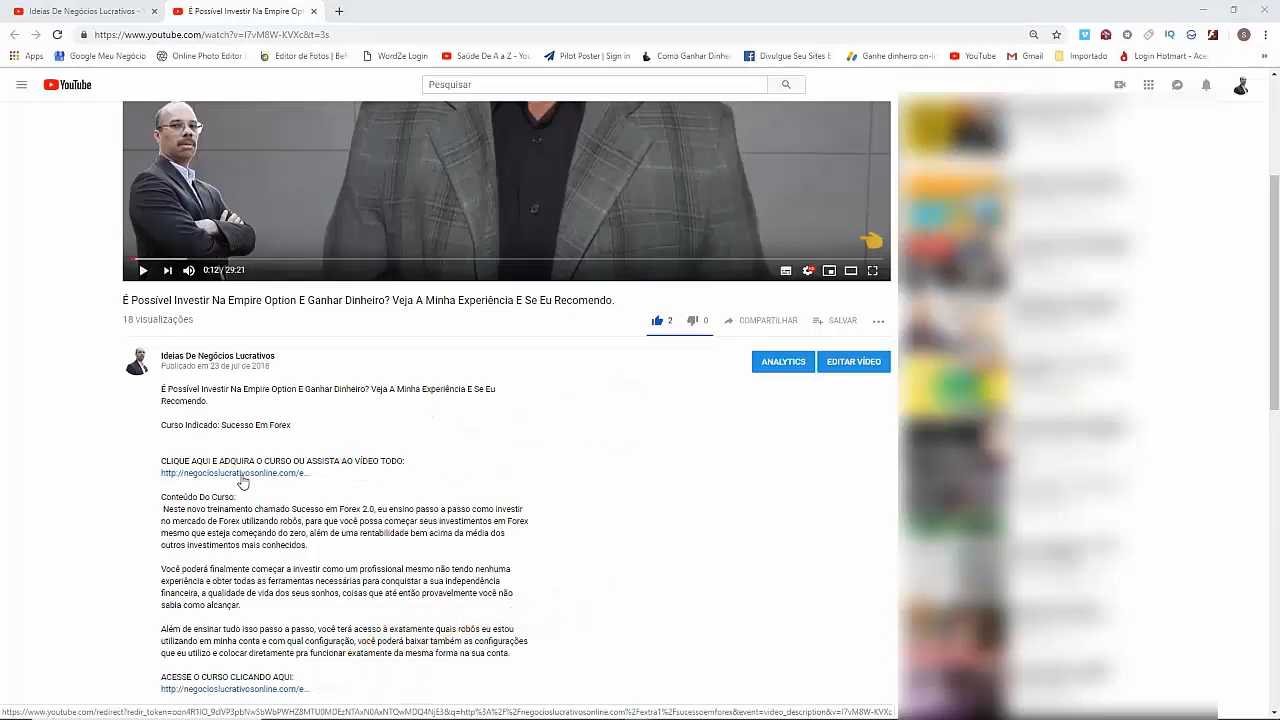 Ideias De Negócios Lucrativos - Y
É Possível Investir Na Empire Opt
https://www.youtube.com/watch?v=I7vM8W-KVXc&t=3s
Apps
Google Meu Negócio
Online Photo Editor
Editor de Fotos | Bef
WordZe Login
Saúde De A a Z - You
Pilot Poster | Sign in
Como Ganhar Dinhei
Divulgue Seu Sites E
Ganhe dinheiro on-li
YouTube
Gmail
Importado
Login Hotmart - Aces
YouTube
Pesquisar
0:12 / 29:21
É Possível Investir Na Empire Option E Ganhar Dinheiro? Veja A Minha Experiência E Se Eu Recomendo.
18 visualizações
2
0
COMPARTILHAR
SALVAR
Ideias De Negócios Lucrativos
Publicado em 23 de jul de 2018
ANALYTICS
EDITAR VÍDEO
É Possível Investir Na Empire Option E Ganhar Dinheiro? Veja A Minha Experiência E Se Eu
Recomendo.
Curso Indicado: Sucesso Em Forex
CLIQUE AQUI E ADQUIRA O CURSO OU ASSISTA AO VÍDEO TODO:
http://negocioslucrativosonline.com/e...
Conteúdo Do Curso:
Neste novo treinamento chamado Sucesso em Forex 2.0, eu ensino passo a passo como investir
no mercado de Forex utilizando robôs, para que você possa começar seus investimentos em Forex
mesmo que esteja começando do zero, além de uma rentabilidade bem acima da média dos
outros investimentos mais conhecidos.
Você poderá finalmente começar a investir como um profissional mesmo não tendo nenhuma
experiência e obter todas as ferramentas necessárias para conquistar a sua independência
financeira, a qualidade de vida dos seus sonhos, coisas que até então provavelmente você não
sabia como alcançar.
Além de ensinar tudo isso passo a passo, você terá acesso à exatamente quais robôs eu estou
utilizando em minha conta e com qual configuração, você poderá baixar também as configurações
que eu utilizo e colocar diretamente pra funcionar exatamente da mesma forma na sua conta.
ACESSE O CURSO CLICANDO AQUI:
http://negocioslucrativosonline.com/e...